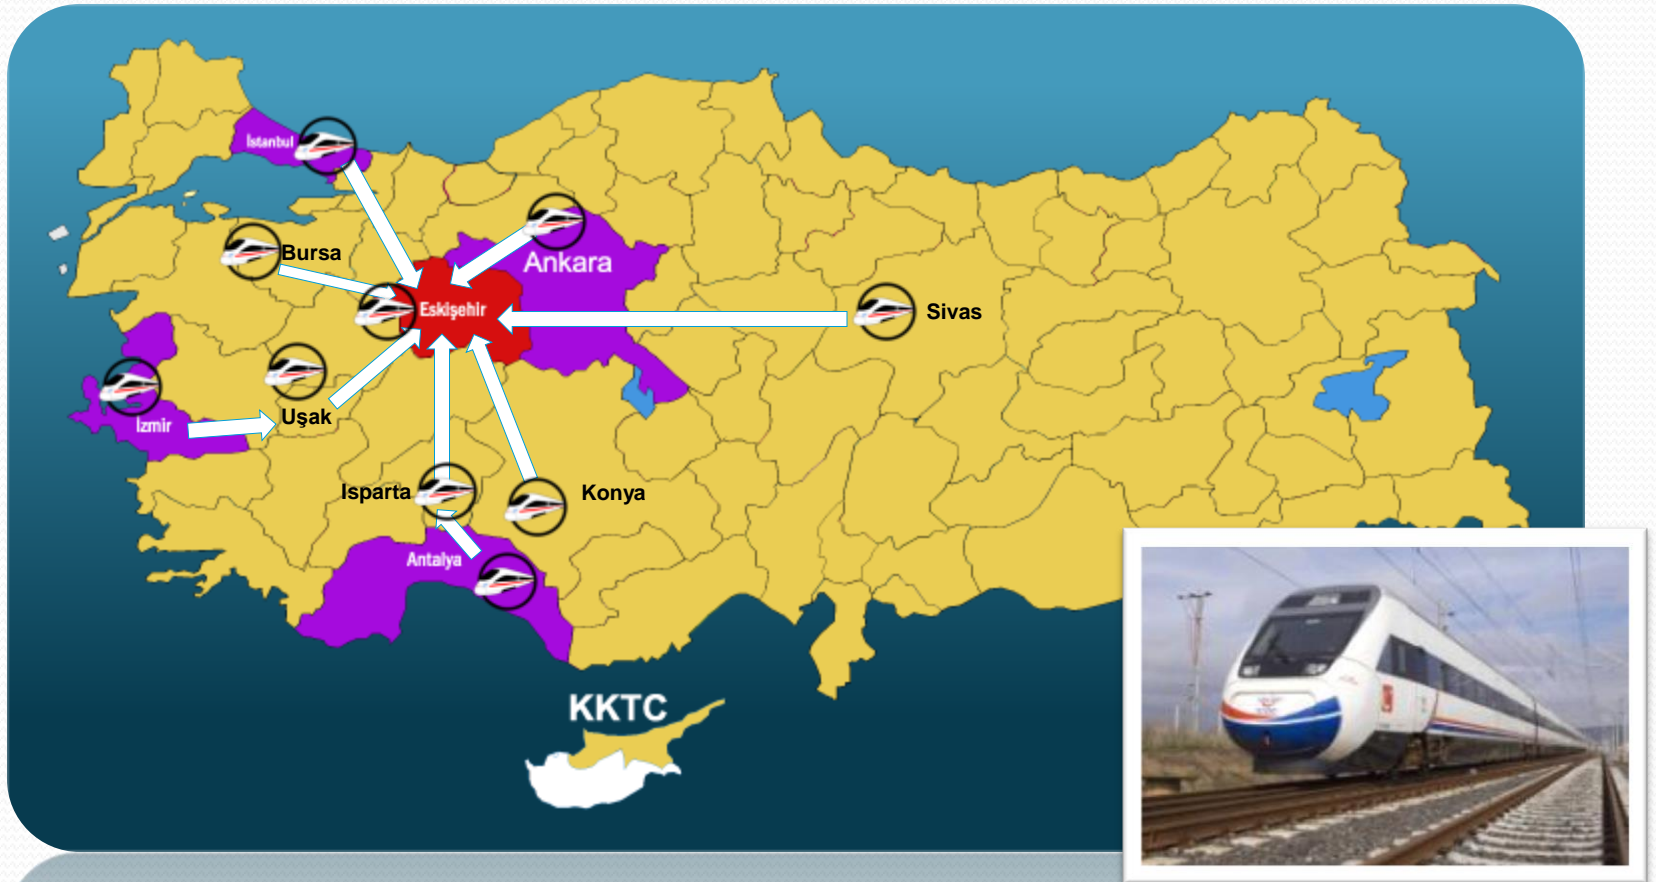 İstanbul
Bursa
Ankara
Eskişehir
Sivas
İzmir
Uşak
Isparta
Konya
Antalya
KKTC